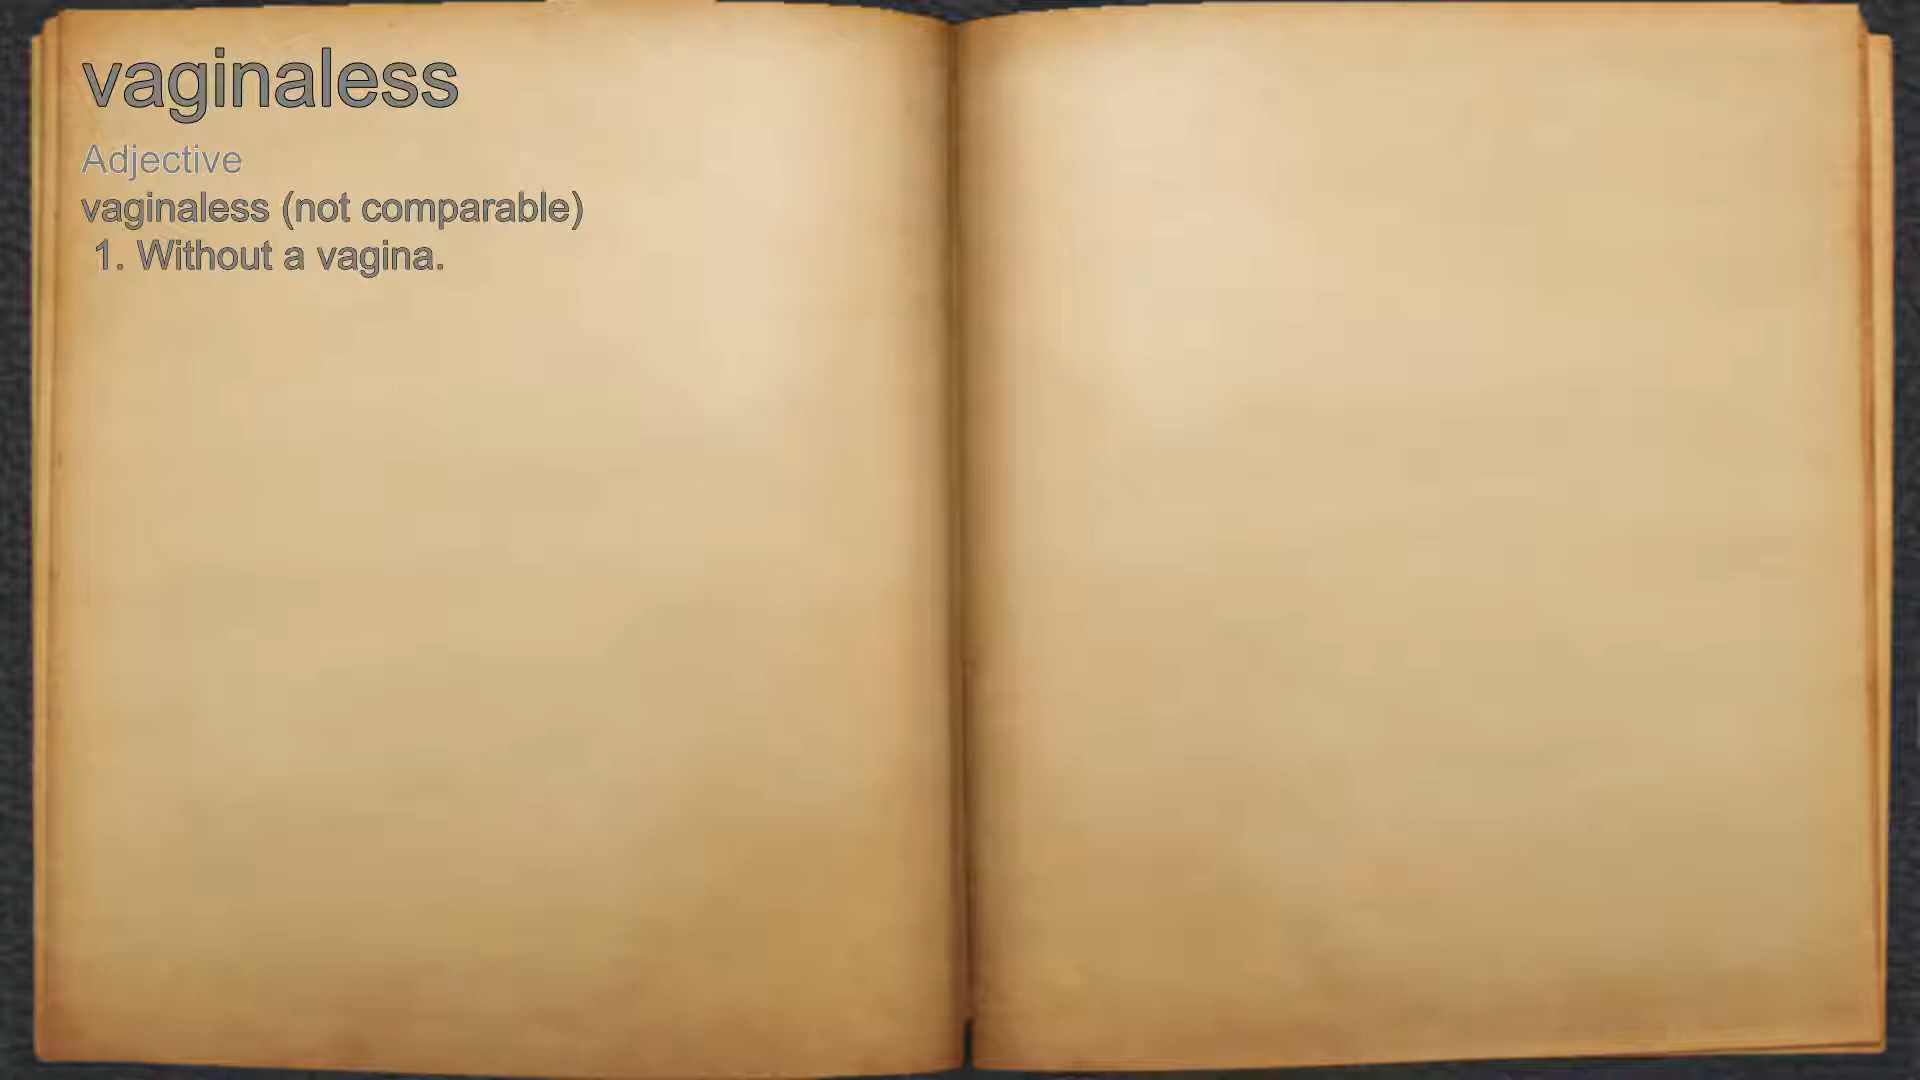 vaginaless
Adjective
vaginaless (not comparable)
1. Without a vagina.